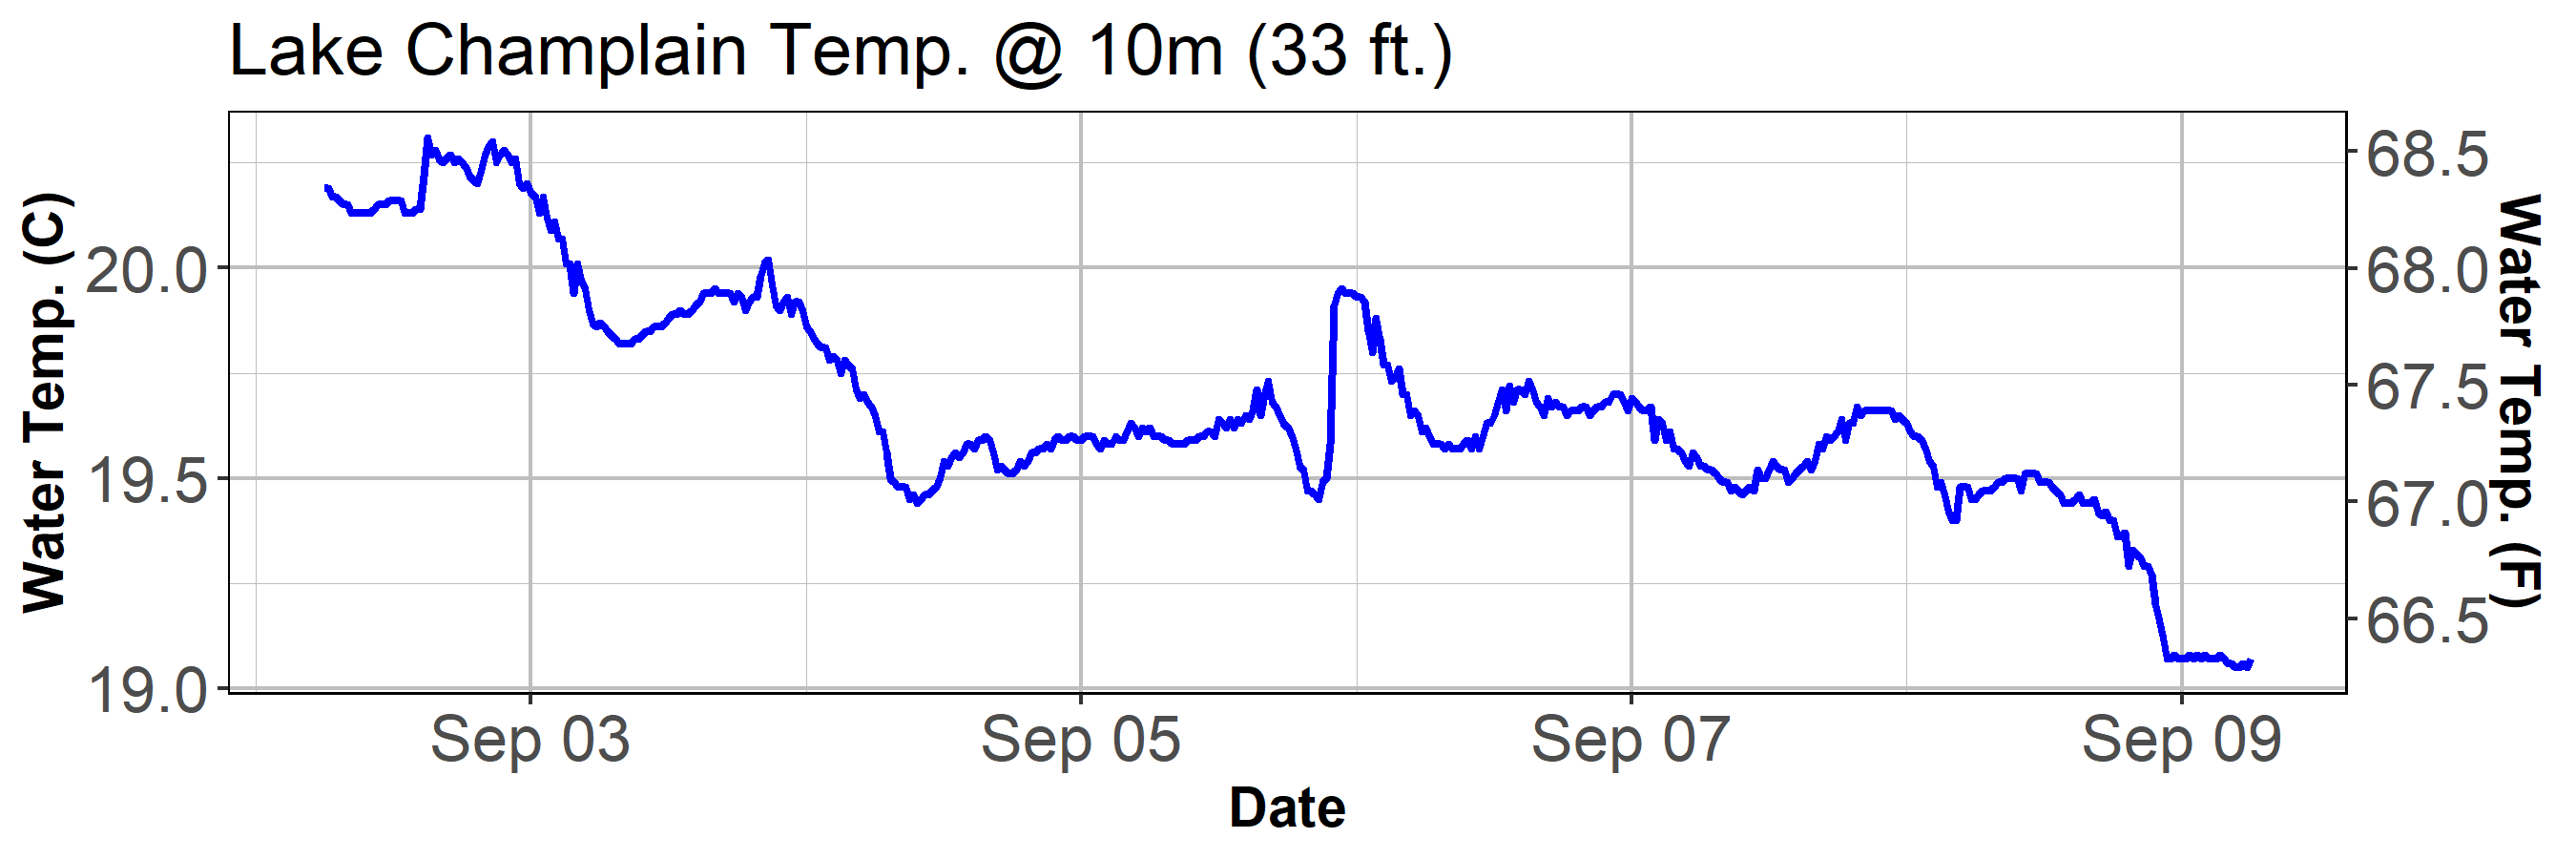 Lake Champlain Temp. @ 10m (33 ft.)
Water Temp. (C)
20.0
19.5
19.0
68.5
68.0
67.5
67.0
66.5
Water Temp. (F)
Sep 03 Sep 05 Sep 07 Sep 09
Date